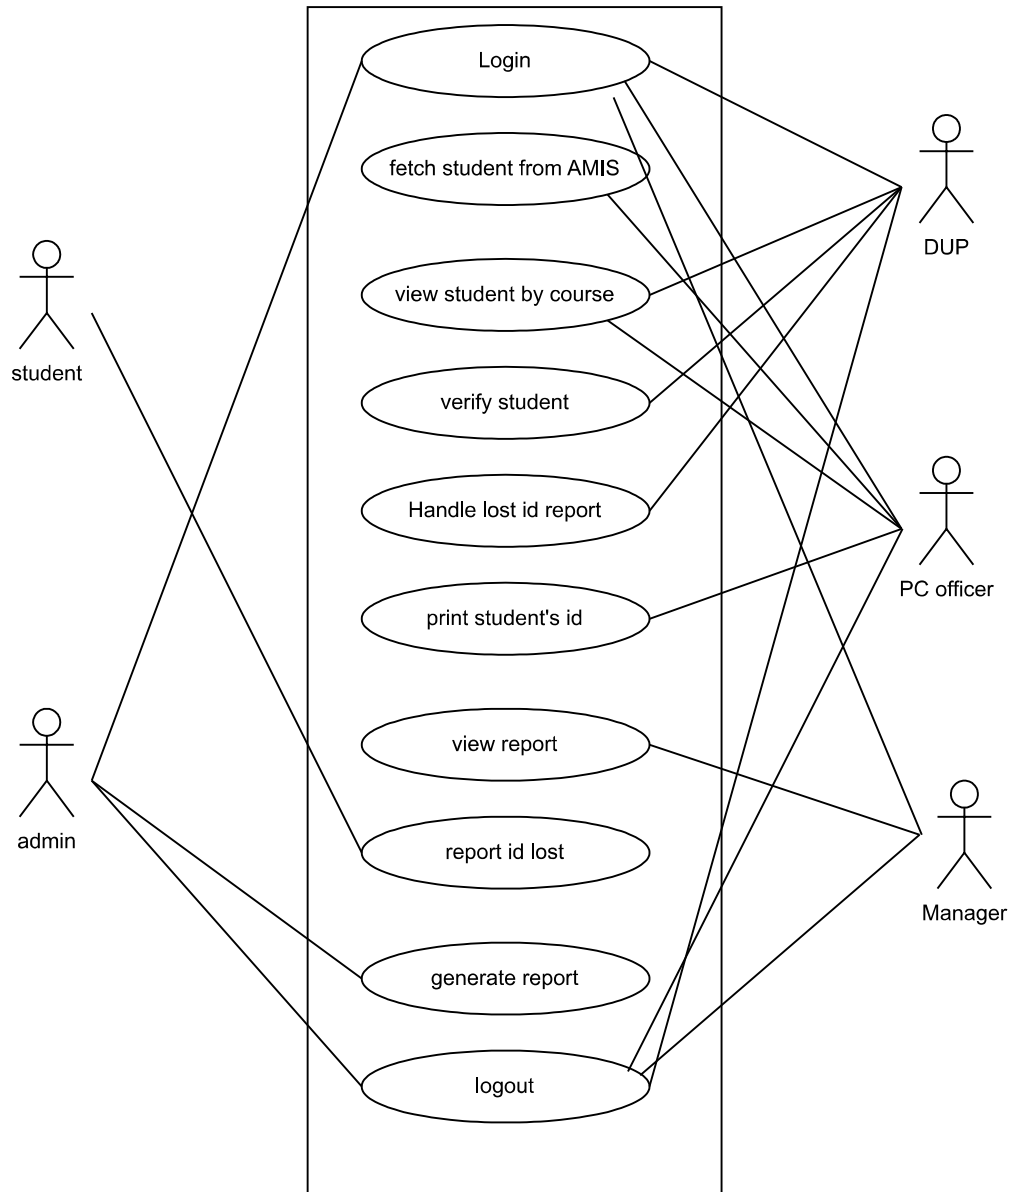 Login
fetch student from AMIS
view student by course
verify student
Handle lost id report
print student's id
view report
report id lost
generate report
logout
student
admin
DUP
PC officer
Manager